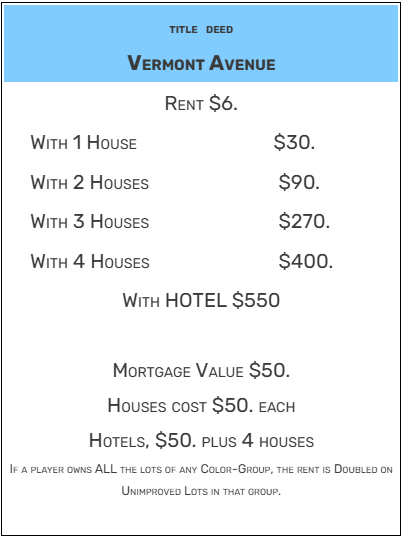 TITLE DEED
VERMONT AVENUE
RENT $6.
WITH 1 HOUSE $30.
WITH 2 HOUSES $90.
WITH 3 HOUSES $270.
WITH 4 HOUSES $400.
WITH HOTEL $550
MORTGAGE VALUE $50.
HOUSES COST $50. EACH
HOTELS, $50. PLUS 4 HOUSES
IF A PLAYER OWNS ALL THE LOTS OF ANY COLOR-GROUP, THE RENT IS DOUBLED ON
UNIMPROVED LOTS IN THAT GROUP.